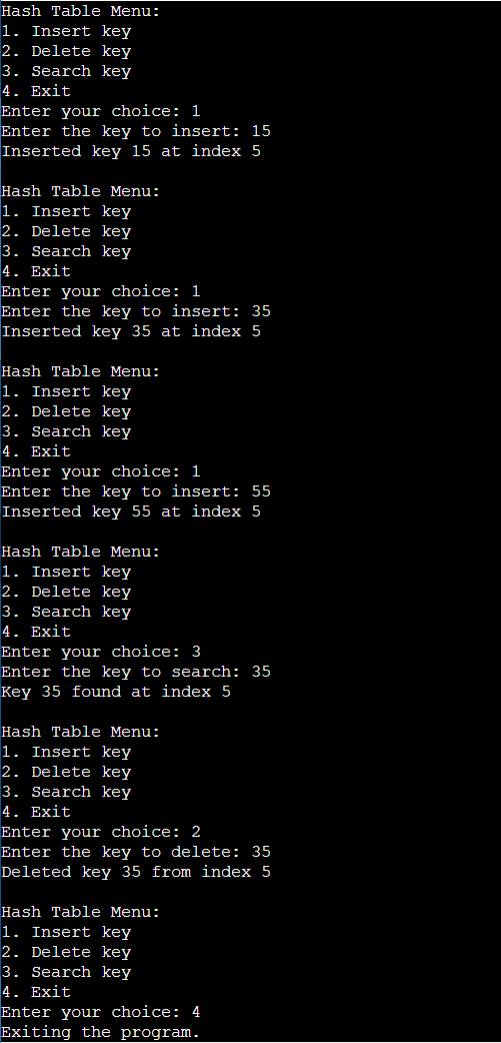 Hash Table Menu:
1. Insert key
2. Delete key
3. Search key
4. Exit
Enter your choice: 1
Enter the key to insert: 15
Inserted key 15 at index 5

Hash Table Menu:
1. Insert key
2. Delete key
3. Search key
4. Exit
Enter your choice: 1
Enter the key to insert: 35
Inserted key 35 at index 5

Hash Table Menu:
1. Insert key
2. Delete key
3. Search key
4. Exit
Enter your choice: 1
Enter the key to insert: 55
Inserted key 55 at index 5

Hash Table Menu:
1. Insert key
2. Delete key
3. Search key
4. Exit
Enter your choice: 3
Enter the key to search: 35
Key 35 found at index 5

Hash Table Menu:
1. Insert key
2. Delete key
3. Search key
4. Exit
Enter your choice: 2
Enter the key to delete: 35
Deleted key 35 from index 5

Hash Table Menu:
1. Insert key
2. Delete key
3. Search key
4. Exit
Enter your choice: 4
Exiting the program.